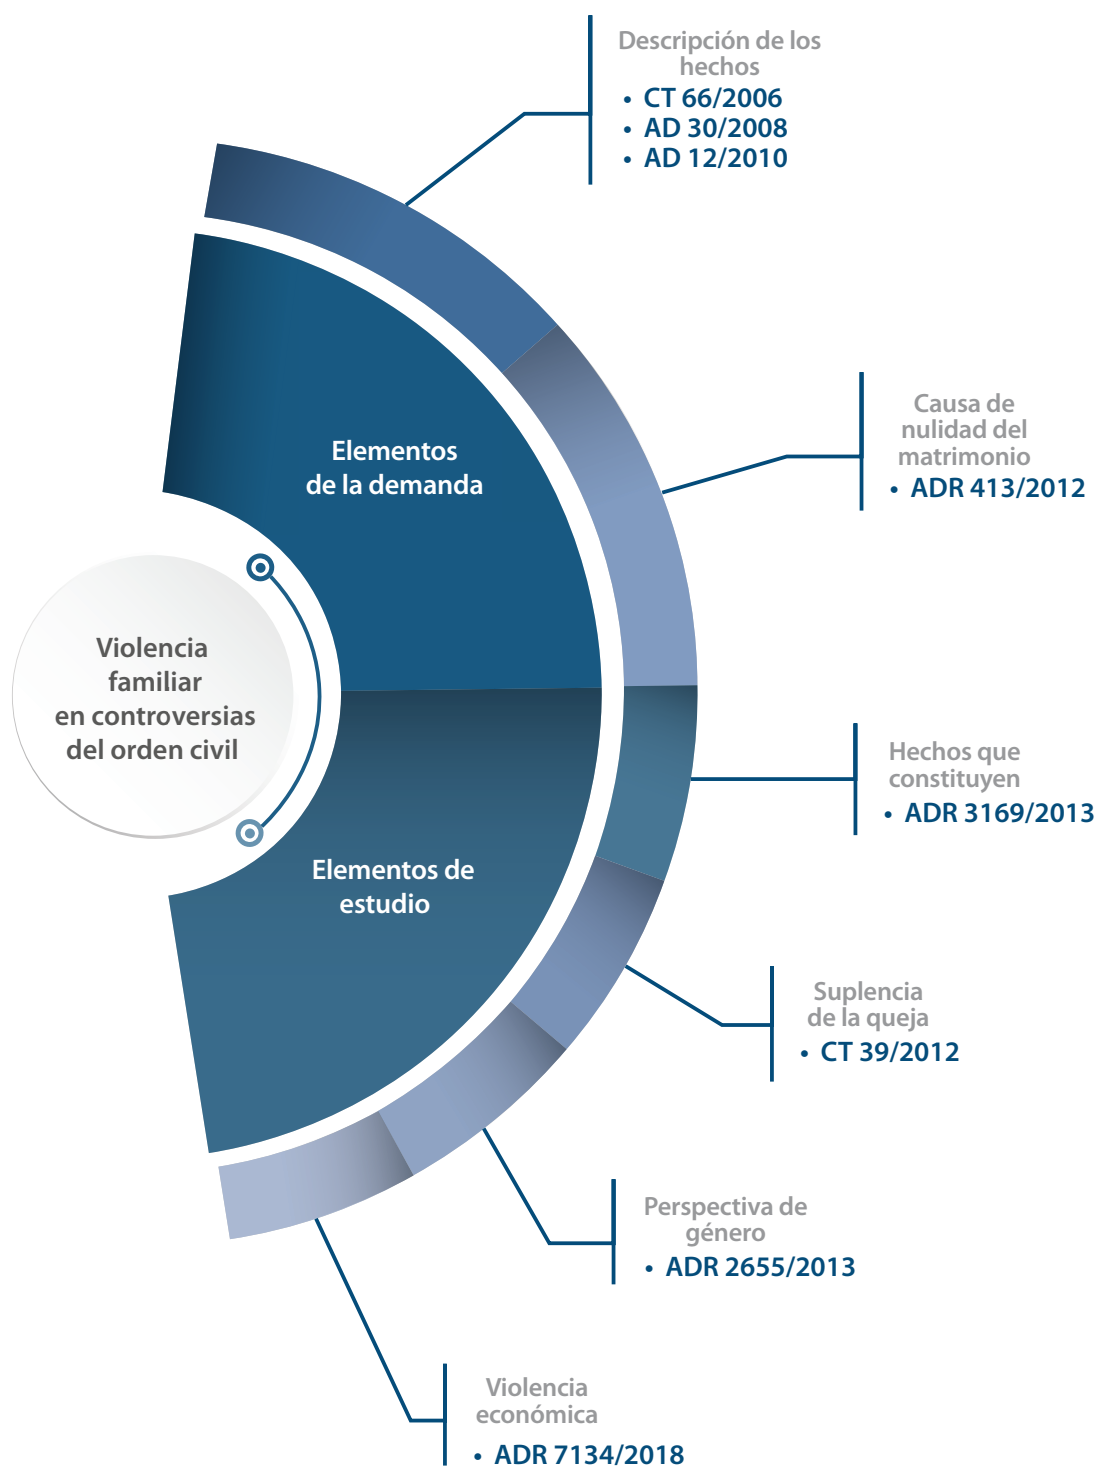 Descripción de los
hechos
• CT 66/2006
• AD 30/2008
• AD 12/2010
Causa de
nulidad del
matrimonio
• ADR 413/2012
Elementos
de la demanda
Violencia
familiar
en controversias
del orden civil
Hechos que
constituyen
• ADR 3169/2013
Elementos de
estudio
Suplencia
de la queja
• CT 39/2012
Perspectiva de
género
• ADR 2655/2013
Violencia
económica
• ADR 7134/2018